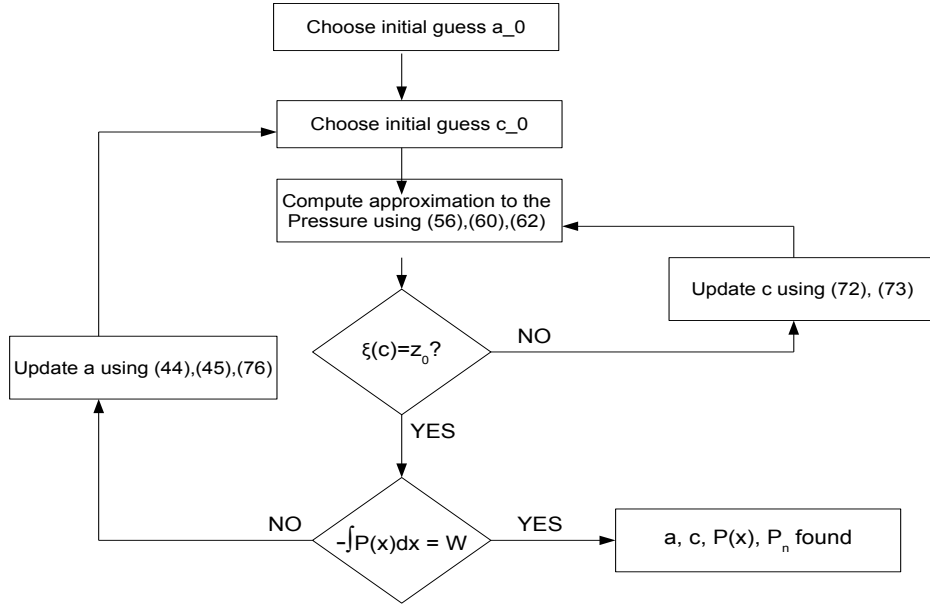 Choose initial guess a_0
Choose initial guess c_0
Compute approximation to the
Pressure using (56),(60),(62)
Update c using (72), (73)
ξ(c)=z₀?
NO
Update a using (44),(45),(76)
YES
NO
-∫P(x)dx = W
YES
a, c, P(x), Pₙ found